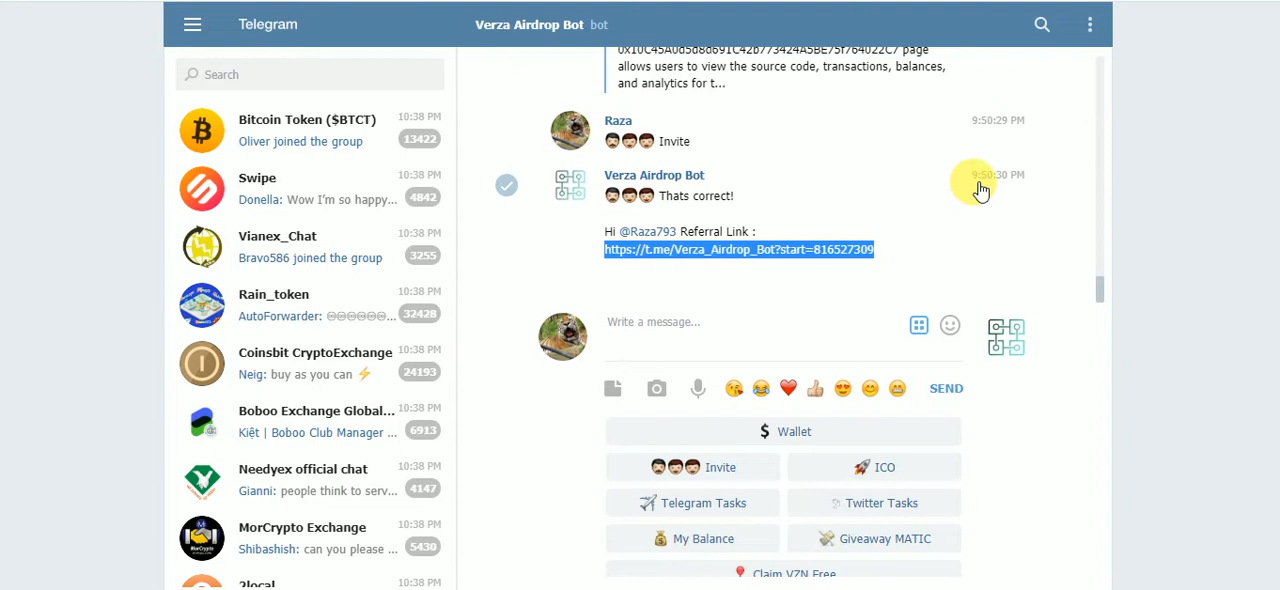 Telegram
Verza Airdrop Bot bot
Search
Bitcoin Token ($BTCT) 10:38 PM
Oliver joined the group 13422
Swipe 10:38 PM
Donella: Wow I'm so happy... 4842
Vianex_Chat 10:38 PM
Bravo586 joined the group 3255
Rain_token 10:38 PM
AutoForwarder: ♾♾♾♾♾♾... 32428
Coinsbit CryptoExchange 10:38 PM
Neig: buy as you can ⚡ 24193
Boboo Exchange Global... 10:38 PM
Kiệt | Boboo Club Manager ... 6913
Needyex official chat 10:38 PM
Gianni: people think to serv... 4147
MorCrypto Exchange 10:38 PM
Shibashish: can you please ... 5430
2local
page
allows users to view the source code, transactions, balances,
and analytics for t...
Raza 9:50:29 PM
Invite
Verza Airdrop Bot 9:50:30 PM
Thats correct!
Hi @Raza793 Referral Link :
https://t.me/Verza_Airdrop_Bot?start=816527309
Write a message...
SEND
$ Wallet
Invite
ICO
Telegram Tasks
Twitter Tasks
My Balance
Giveaway MATIC
Claim VZN Free